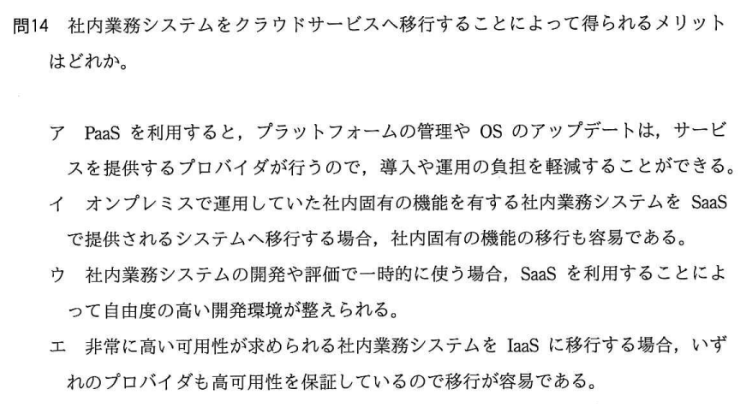 問14　社内業務システムをクラウドサービスへ移行することによって得られるメリット
はどれか。
ア　PaaS を利用すると，プラットフォームの管理や OS のアップデートは，サービ
スを提供するプロバイダが行うので，導入や運用の負担を軽減することができる。
イ　オンプレミスで運用していた社内固有の機能を有する社内業務システムを SaaS
で提供されるシステムへ移行する場合，社内固有の機能の移行も容易である。
ウ　社内業務システムの開発や評価で一時的に使う場合，SaaS を利用することによ
って自由度の高い開発環境が整えられる。
エ　非常に高い可用性が求められる社内業務システムを IaaS に移行する場合，いず
れのプロバイダも高可用性を保証しているので移行が容易である。